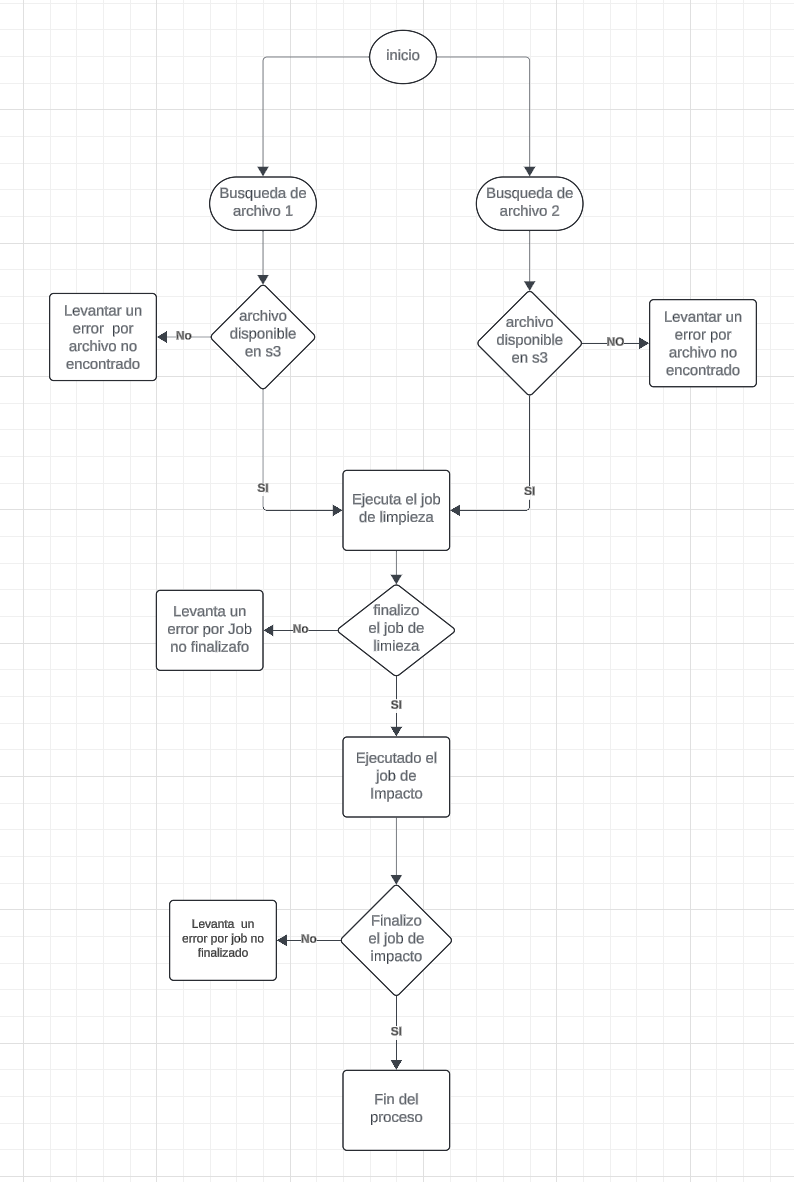 inicio
Busqueda de
archivo 1
Busqueda de
archivo 2
Levantar un
error por
archivo no
encontrado
No
archivo
disponible
en s3
archivo
disponible
en s3
NO
Levantar un
error por
archivo no
encontrado
SI
SI
Ejecuta el job
de limpieza
Levanta un
error por Job
no finalizafo
No
finalizo
el job de
limieza
SI
Ejecutado el
job de
Impacto
Levanta un
error por job no
finalizado
No
Finalizo
el job de
impacto
SI
Fin del
proceso